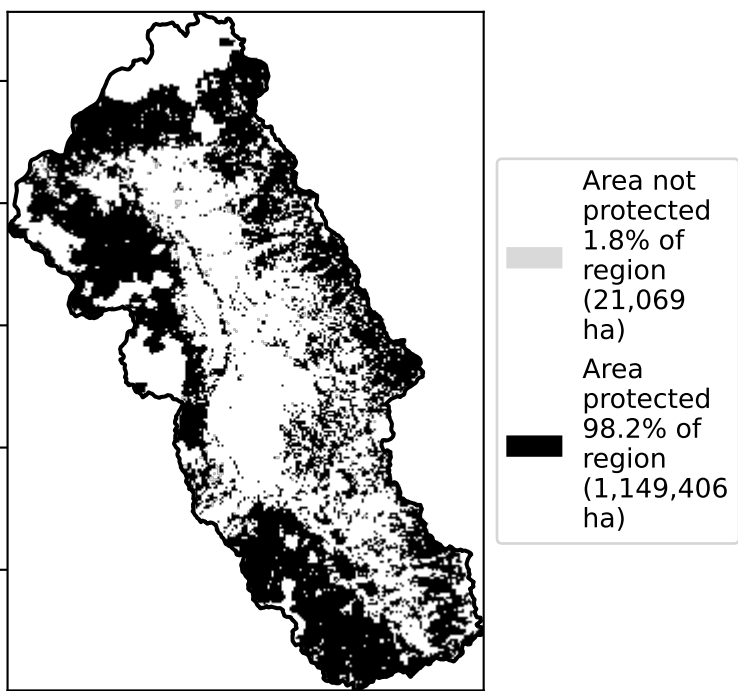 Area not
protected
1.8% of
region
(21,069
ha)
Area
protected
98.2% of
region
(1,149,406
ha)